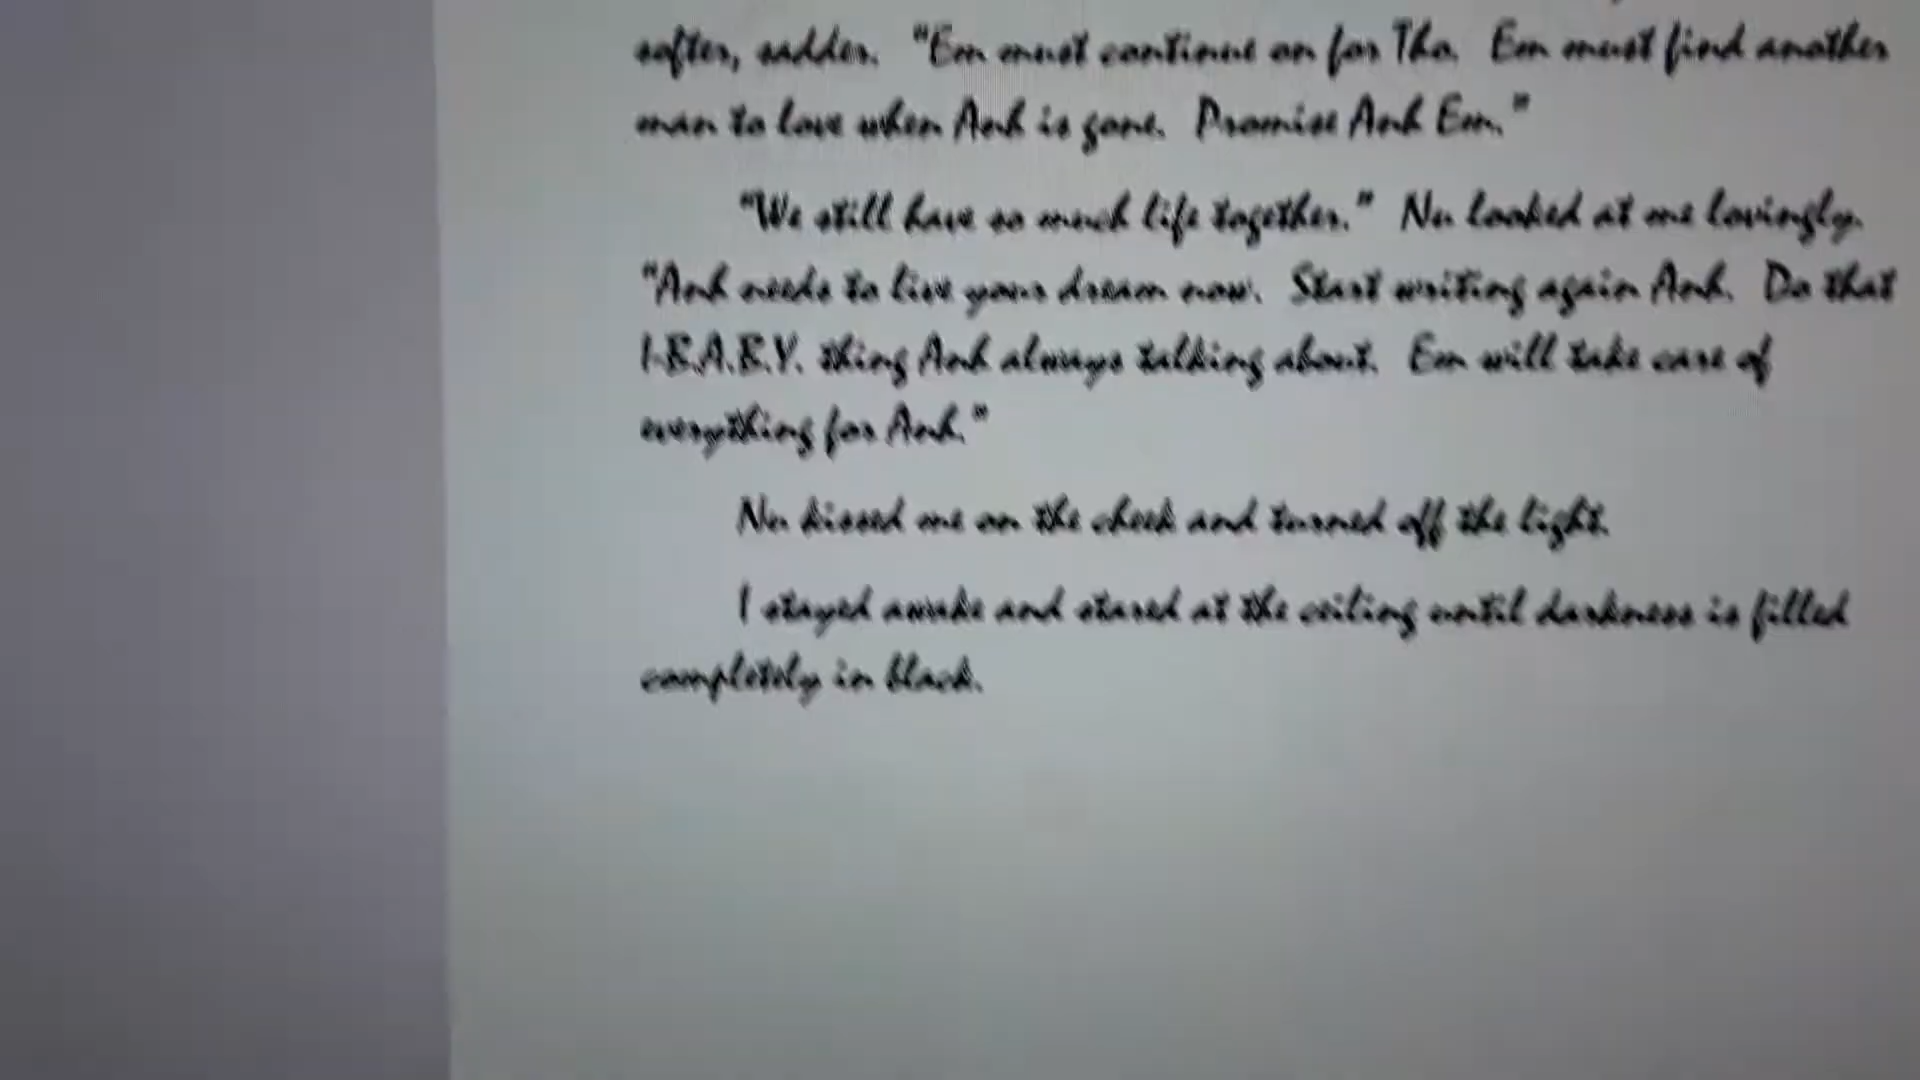 softer, sadder. "Em must continue on for Tho. Em must find another
man to love when Anh is gone. Promise Anh Em."
"We still have so much life together." Nu looked at me lovingly.
"Anh needs to live your dream now. Start writing again Anh. Do that
I-B.A.B.Y. thing Anh always talking about. Em will take care of
everything for Anh."
Nu kissed me on the cheek and turned off the light.
I stayed awake and stared at the ceiling until darkness is filled
completely in black.